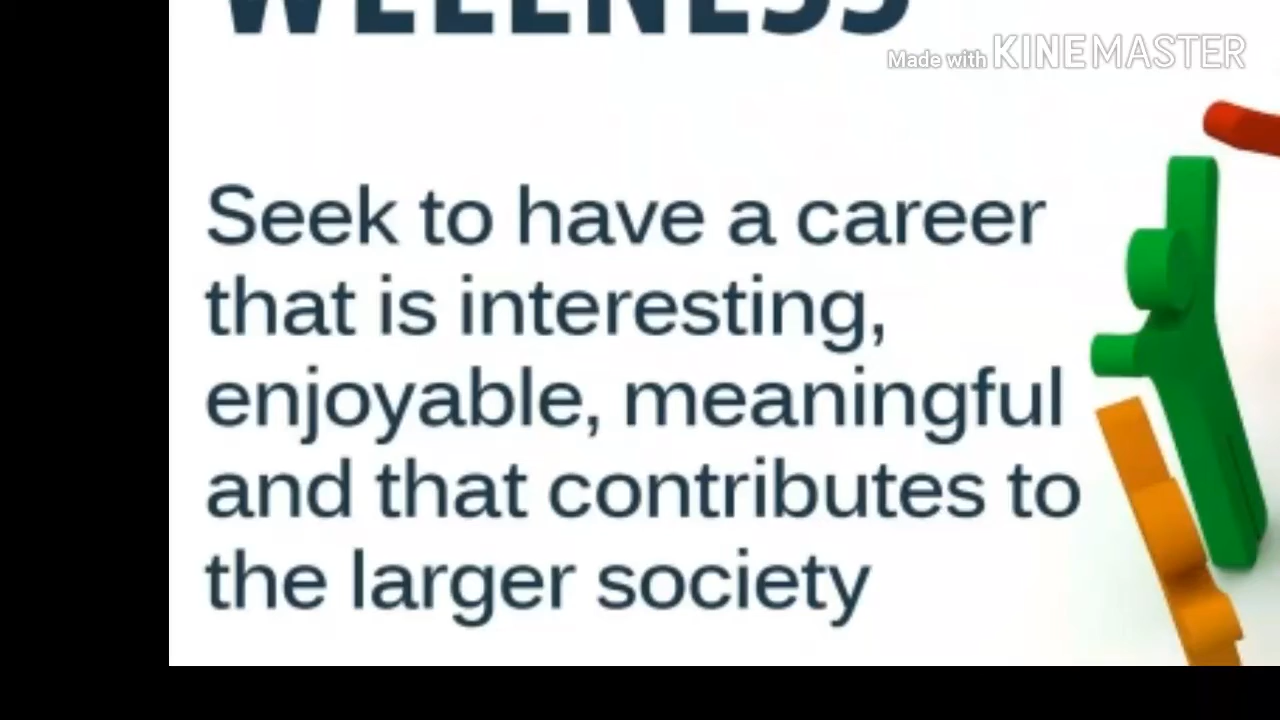 WELLNESS
Made with KINEMASTER
Seek to have a career
that is interesting,
enjoyable, meaningful
and that contributes to
the larger society